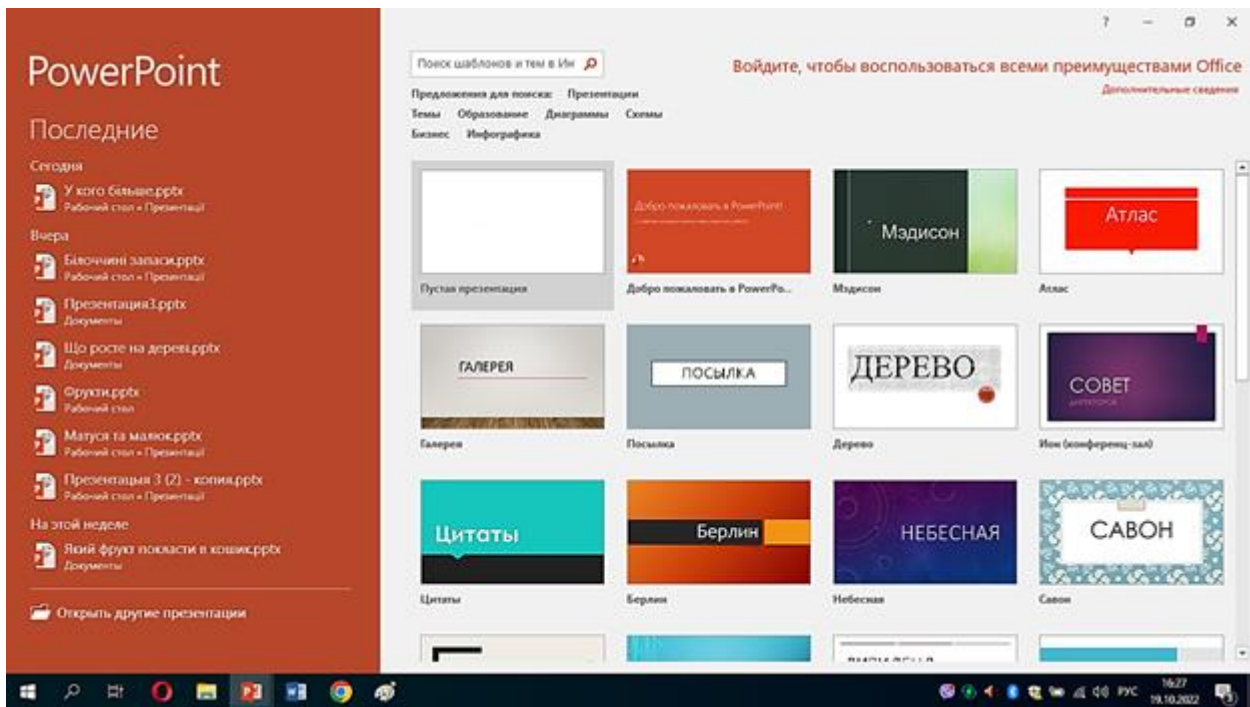 PowerPoint
Последние
Сегодня
У кого більше.pptx
Рабочий стол » Презентації
Вчера
Білоччині запаси.pptx
Рабочий стол » Презентації
Презентация3.pptx
Документы
Що росте на дереві.pptx
Документы
Фрукти.pptx
Рабочий стол
Матуся та малюк.pptx
Рабочий стол » Презентації
Презентацыя 3 (2) - копия.pptx
Рабочий стол » Презентації
На этой неделе
Який фрукт покласти в кошик.pptx
Документы
Открыть другие презентации
Поиск шаблонов и тем в Ин
Войдите, чтобы воспользоваться всеми преимуществами Office
Дополнительные сведения
Предложения для поиска: Презентации
Темы Образование Диаграммы Схемы
Бизнес Инфографика
Добро пожаловать в PowerPoint!
Мэдисон
Атлас
Пустая презентация
Добро пожаловать в PowerPo...
Мэдисон
Атлас
ГАЛЕРЕЯ
ПОСЫЛКА
ДЕРЕВО
СОВЕТ
ДИРЕКТОРОВ
Галерея
Посылка
Дерево
Ион (конференц-зал)
Цитаты
Берлин
НЕБЕСНАЯ
САВОН
Цитаты
Берлин
Небесная
Савон
РУС
16:27
19.10.2022